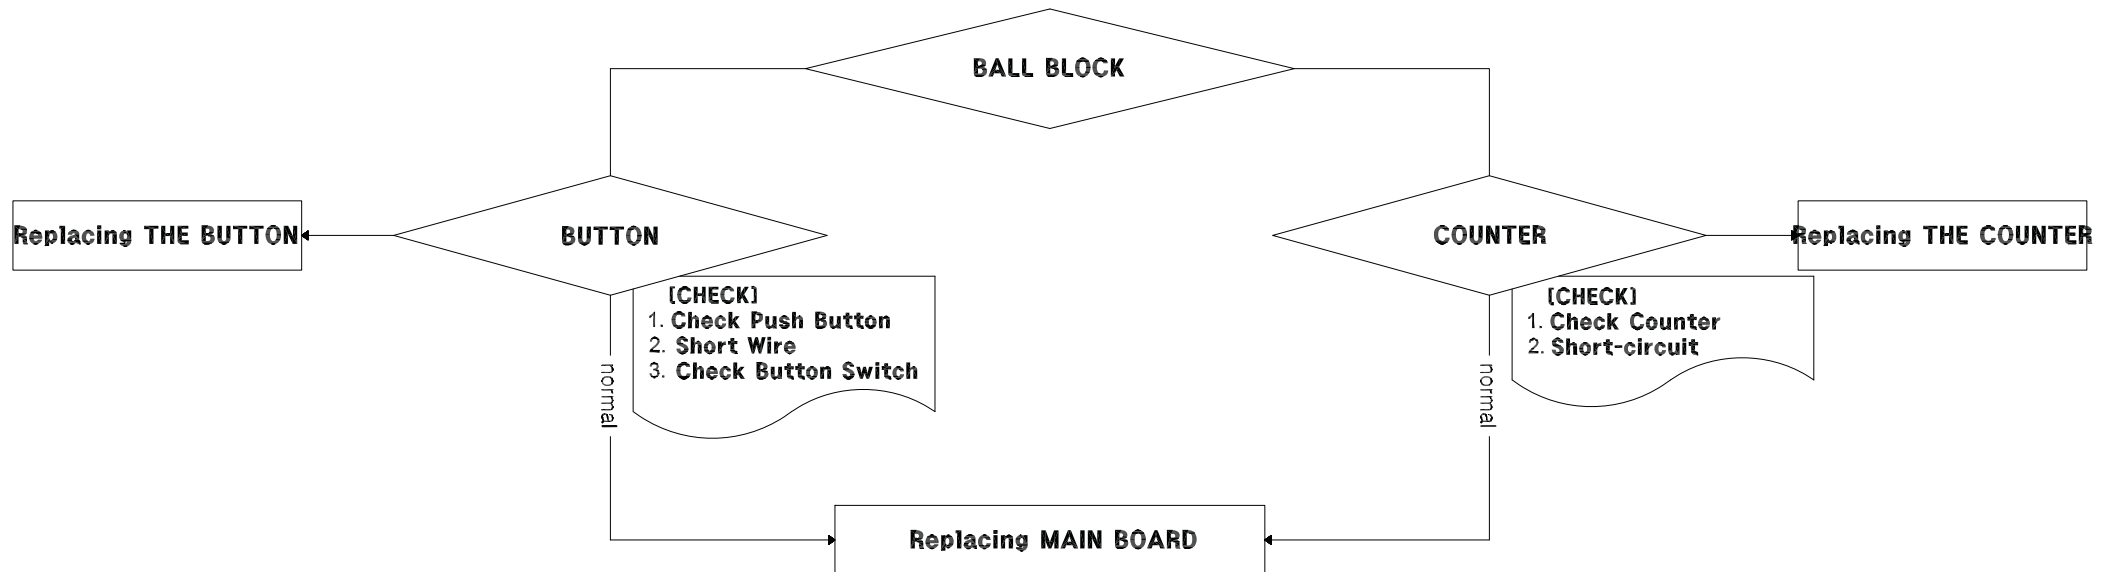 BALL BLOCK
Replacing THE BUTTON
BUTTON
COUNTER
Replacing THE COUNTER
[CHECK]
1. Check Push Button
2. Short Wire
3. Check Button Switch
normal
[CHECK]
1. Check Counter
2. Short-circuit
normal
Replacing MAIN BOARD